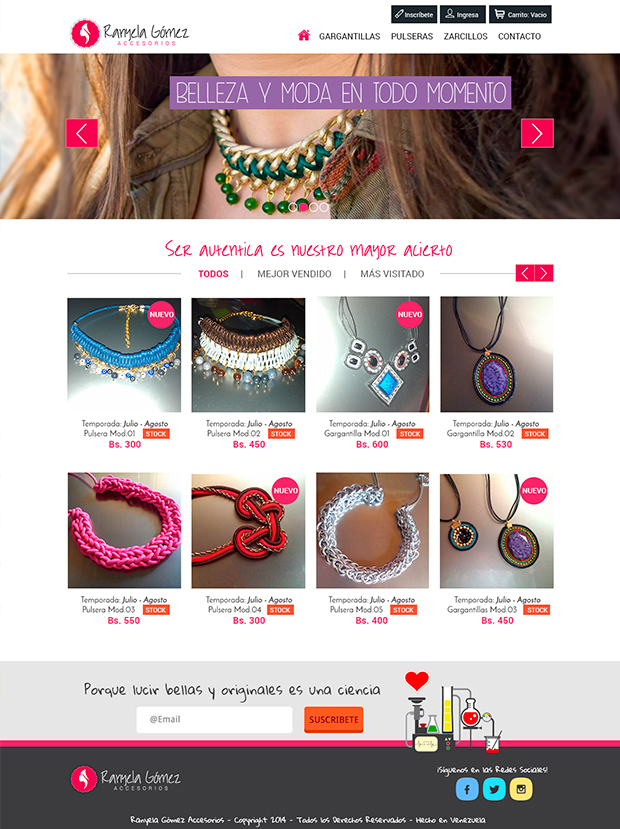 Inscríbete
Ingresa
Carrito: Vacio
Ranyela Gómez
ACCESORIOS
GARGANTILLAS PULSERAS ZARCILLOS CONTACTO
BELLEZA Y MODA EN TODO MOMENTO
Ser autentica es nuestro mayor acierto
TODOS | MEJOR VENDIDO | MÁS VISITADO
NUEVO
NUEVO
Temporada: Julio - Agosto
Pulsera Mod.01 STOCK
Bs. 300
Temporada: Julio - Agosto
Pulsera Mod.02 STOCK
Bs. 450
Temporada: Julio - Agosto
Gargantilla Mod.01 STOCK
Bs. 600
Temporada: Julio - Agosto
Gargantilla Mod.02 STOCK
Bs. 530
NUEVO
NUEVO
Temporada: Julio - Agosto
Pulsera Mod.03 STOCK
Bs. 550
Temporada: Julio - Agosto
Pulsera Mod.04 STOCK
Bs. 300
Temporada: Julio - Agosto
Pulsera Mod.05 STOCK
Bs. 400
Temporada: Julio - Agosto
Gargantillas Mod.03 STOCK
Bs. 450
Porque lucir bellas y originales es una ciencia
@Email
SUSCRIBETE
Ranyela Gómez
ACCESORIOS
¡Síguenos en las Redes Sociales!
Ranyela Gómez Accesorios - Copyright 2014 - Todos los Derechos Reservados - Hecho en Venezuela